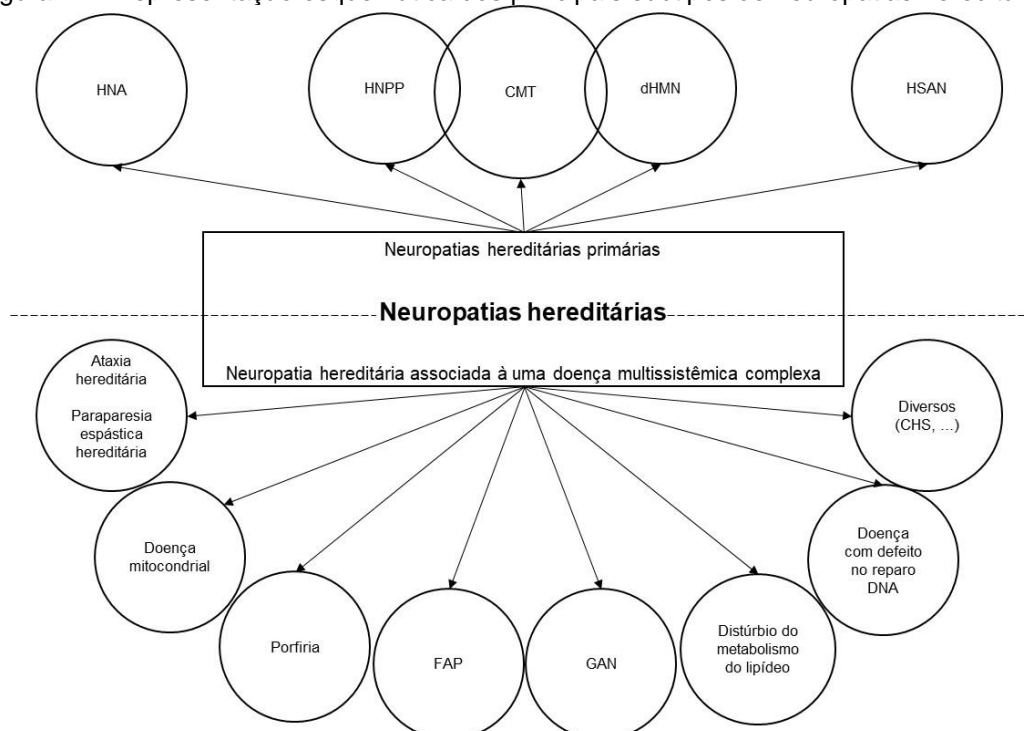 HNA
HNPP
CMT
dHMN
HSAN
Neuropatias hereditárias primárias
Neuropatias hereditárias
Neuropatia hereditária associada à uma doença multissistêmica complexa
Ataxia
hereditária
Paraparesia
espástica
hereditária
Diversos
(CHS, ...)
Doença
mitocondrial
Doença
com defeito
no reparo
DNA
Porfiria
FAP
GAN
Distúrbio do
metabolismo
do lipídeo